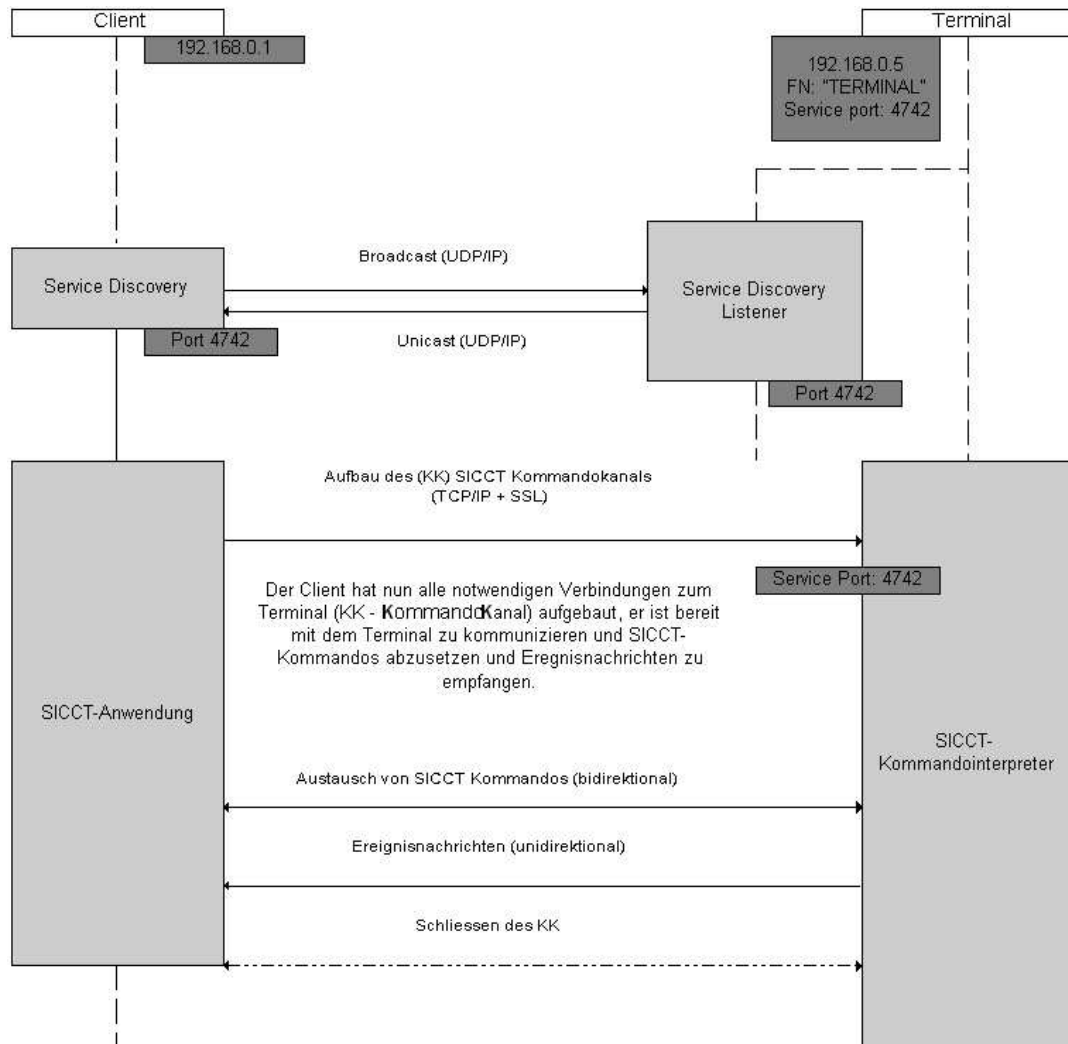 Client
Terminal
192.168.0.1
192.168.0.5
FN: "TERMINAL"
Service port: 4742
Broadcast (UDP/IP)
Service Discovery
Service Discovery
Listener
Port 4742
Unicast (UDP/IP)
Port 4742
Aufbau des (KK) SICCT Kommandokanals
(TCP/IP + SSL)
Service Port: 4742
Der Client hat nun alle notwendigen Verbindungen zum
Terminal (KK - KommandoKanal) aufgebaut, er ist bereit
mit dem Terminal zu kommunizieren und SICCT-
Kommandos abzusetzen und Eregnisnachrichten zu
empfangen.
SICCT-Anwendung
SICCT-
Kommandointerpreter
Austausch von SICCT Kommandos (bidirektional)
Ereignisnachrichten (unidirektional)
Schliessen des KK